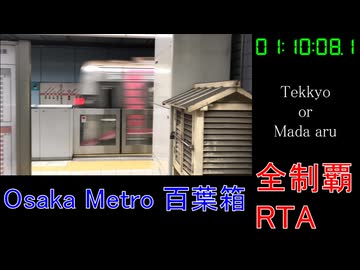 01:10:08.1
Tekkyo
or
Mada aru
Osaka Metro 百葉箱
全制覇
RTA